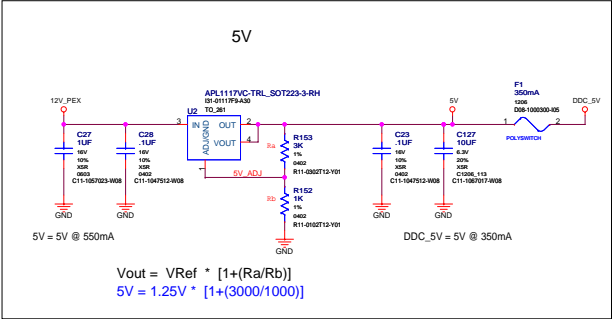 5V
12V_PEX
C27
1UF
16V
10%
X5R
0603
C11-1057023-W08
GND
C28
.1UF
16V
10%
X5R
0402
C11-1047512-W08
GND
APL1117VC-TRL_SOT223-3-RH
I31-01117F9-A30
TO_261
U2
3
IN
OUT
2
VOUT
4
ADJ/GND
1
5V_ADJ
Ra
R153
3K
1%
0402
R11-0302T12-Y01
Rb
R152
1K
1%
0402
R11-0102T12-Y01
GND
C23
.1UF
16V
10%
X5R
0402
C11-1047512-W08
GND
5V
C127
10UF
6.3V
20%
X5R
C1206_113
C11-1067017-W08
GND
F1
350mA
1206
D08-1000300-I05
1
2
POLYSWITCH
DDC_5V
5V = 5V @ 550mA
DDC_5V = 5V @ 350mA
Vout = VRef * [1+(Ra/Rb)]
5V = 1.25V * [1+(3000/1000)]